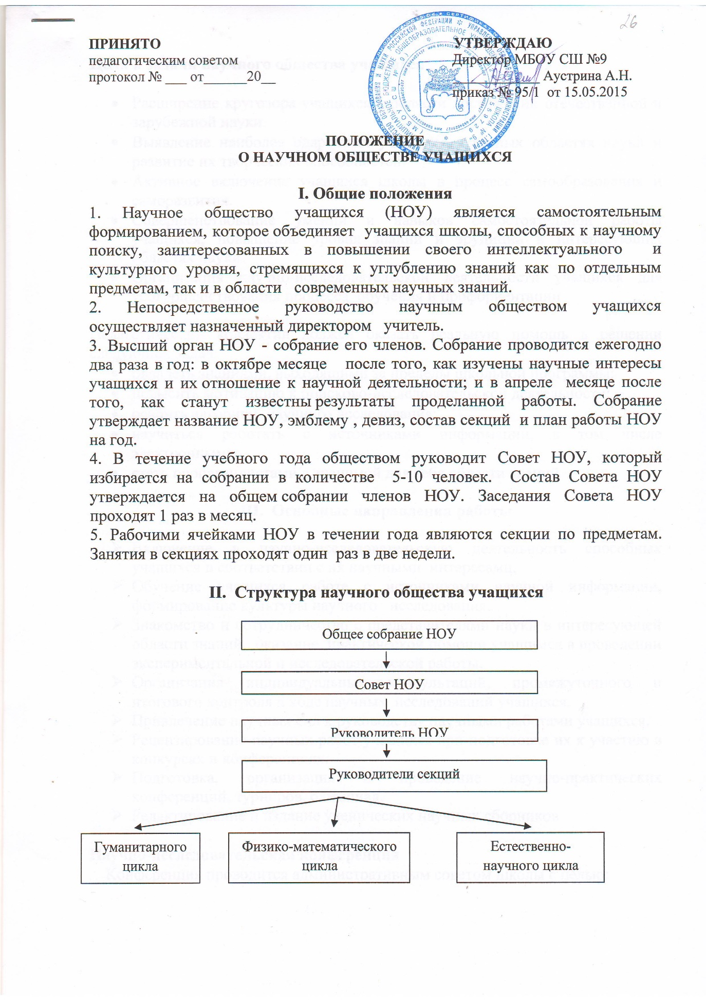 26
ПРИНЯТО
педагогическим советом
протокол № ___ от______20__
УТВЕРЖДАЮ
Директор МБОУ СШ №9
____________ Аустрина А.Н.
приказ № 95/1 от 15.05.2015
ПОЛОЖЕНИЕ
О НАУЧНОМ ОБЩЕСТВЕ УЧАЩИХСЯ
I. Общие положения
1. Научное общество учащихся (НОУ) является самостоятельным
формированием, которое объединяет учащихся школы, способных к научному
поиску, заинтересованных в повышении своего интеллектуального и
культурного уровня, стремящихся к углублению знаний как по отдельным
предметам, так и в области современных научных знаний.
2. Непосредственное руководство научным обществом учащихся
осуществляет назначенный директором учитель.
3. Высший орган НОУ - собрание его членов. Собрание проводится ежегодно
два раза в год: в октябре месяце после того, как изучены научные интересы
учащихся и их отношение к научной деятельности; и в апреле месяце после
того, как станут известны результаты проделанной работы. Собрание
утверждает название НОУ, эмблему , девиз, состав секций и план работы НОУ
на год.
4. В течение учебного года обществом руководит Совет НОУ, который
избирается на собрании в количестве 5-10 человек. Состав Совета НОУ
утверждается на общем собрании членов НОУ. Заседания Совета НОУ
проходят 1 раз в месяц.
5. Рабочими ячейками НОУ в течении года являются секции по предметам.
Занятия в секциях проходят один раз в две недели.
II. Структура научного общества учащихся
Общее собрание НОУ
Совет НОУ
Руководитель НОУ
Руководители секций
Гуманитарного
цикла
Физико-математического
цикла
Естественно-
научного цикла